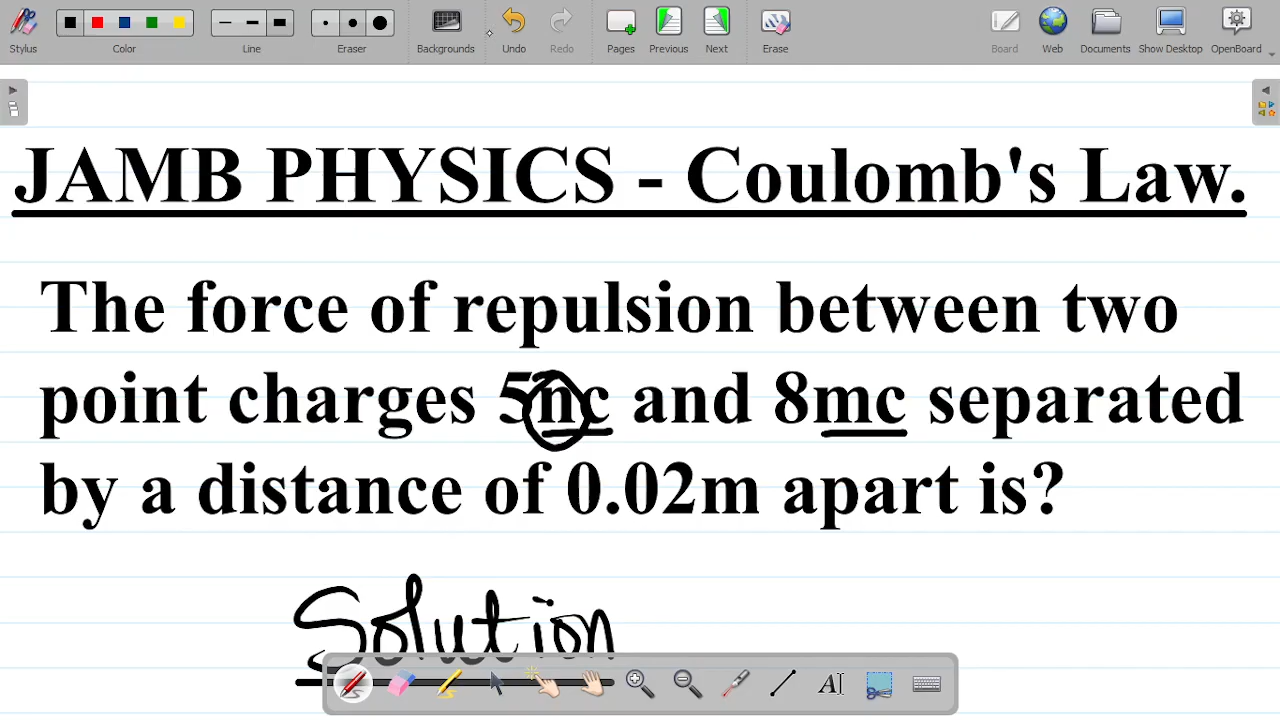 Stylus Color Line Eraser Backgrounds Undo Redo Pages Previous Next Erase Board Web Documents Show Desktop OpenBoard
JAMB PHYSICS - Coulomb's Law.
The force of repulsion between two
point charges 5nc and 8mc separated
by a distance of 0.02m apart is?
Solution
AI